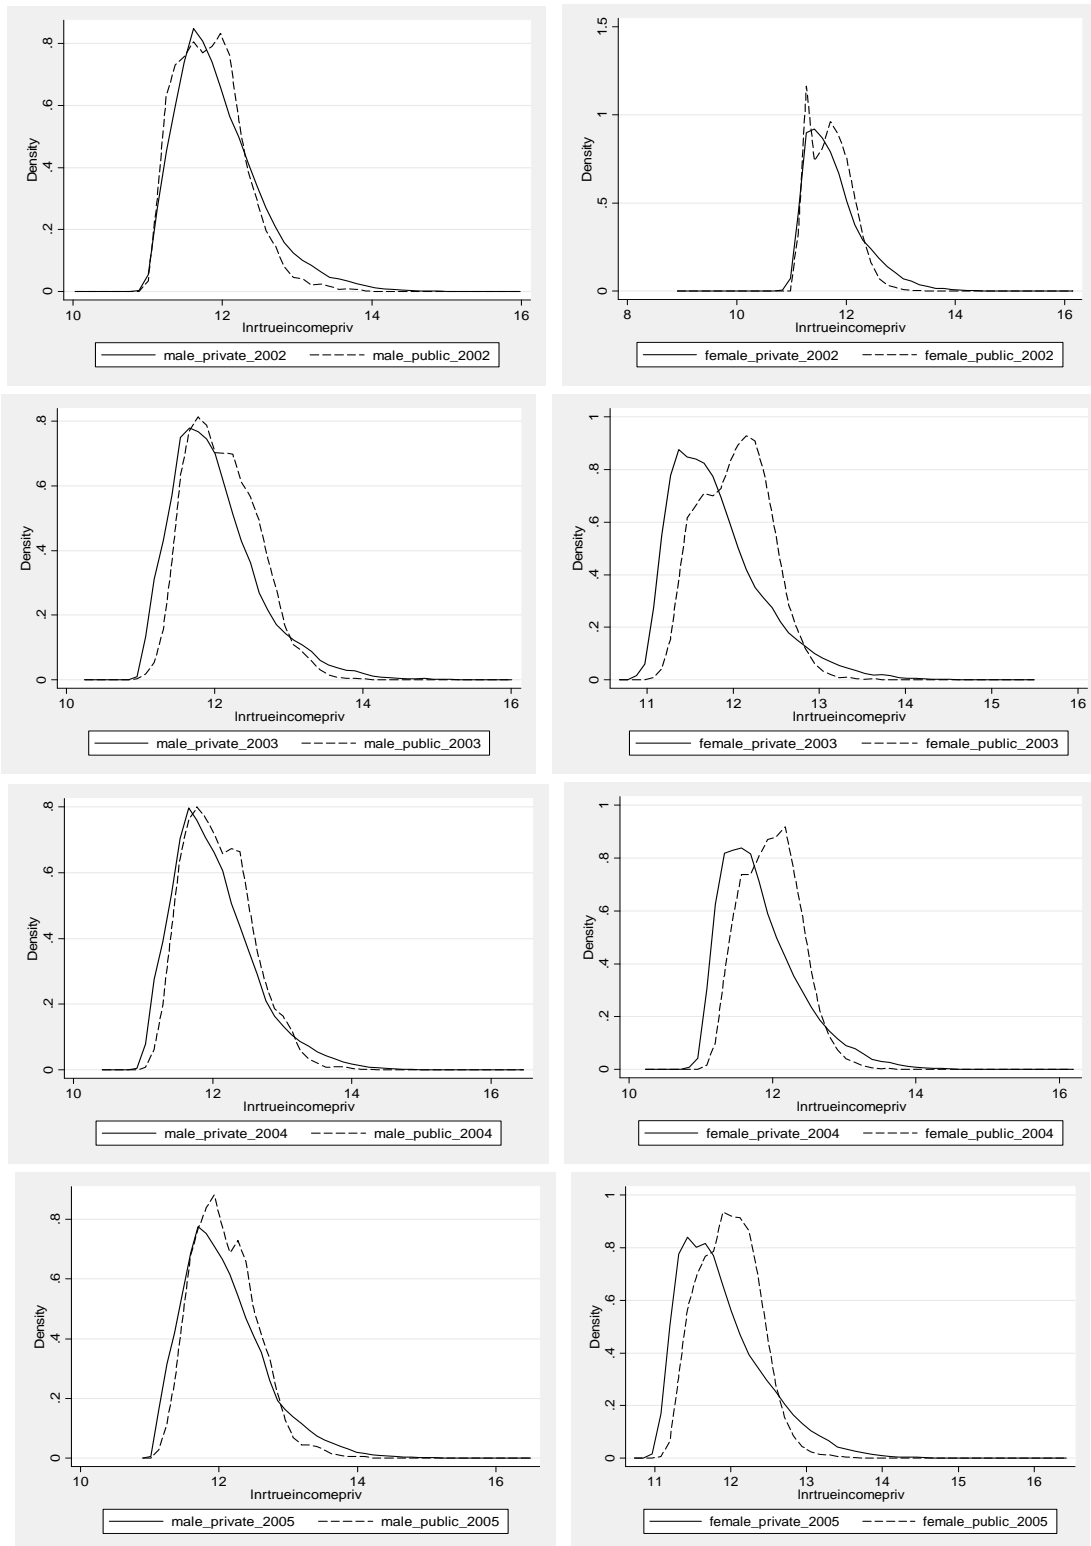 Density
0 .2 .4 .6 .8
10 12 14 16
lnrtrueincomepriv
male_private_2002 male_public_2002
Density
0 .5 1 1.5
8 10 12 14 16
lnrtrueincomepriv
female_private_2002 female_public_2002
Density
0 .2 .4 .6 .8
10 12 14 16
lnrtrueincomepriv
male_private_2003 male_public_2003
Density
0 .2 .4 .6 .8 1
11 12 13 14 15 16
lnrtrueincomepriv
female_private_2003 female_public_2003
Density
0 .2 .4 .6 .8
10 12 14 16
lnrtrueincomepriv
male_private_2004 male_public_2004
Density
0 .2 .4 .6 .8 1
10 12 14 16
lnrtrueincomepriv
female_private_2004 female_public_2004
Density
0 .2 .4 .6 .8
10 12 14 16
lnrtrueincomepriv
male_private_2005 male_public_2005
Density
0 .2 .4 .6 .8 1
11 12 13 14 15 16
lnrtrueincomepriv
female_private_2005 female_public_2005